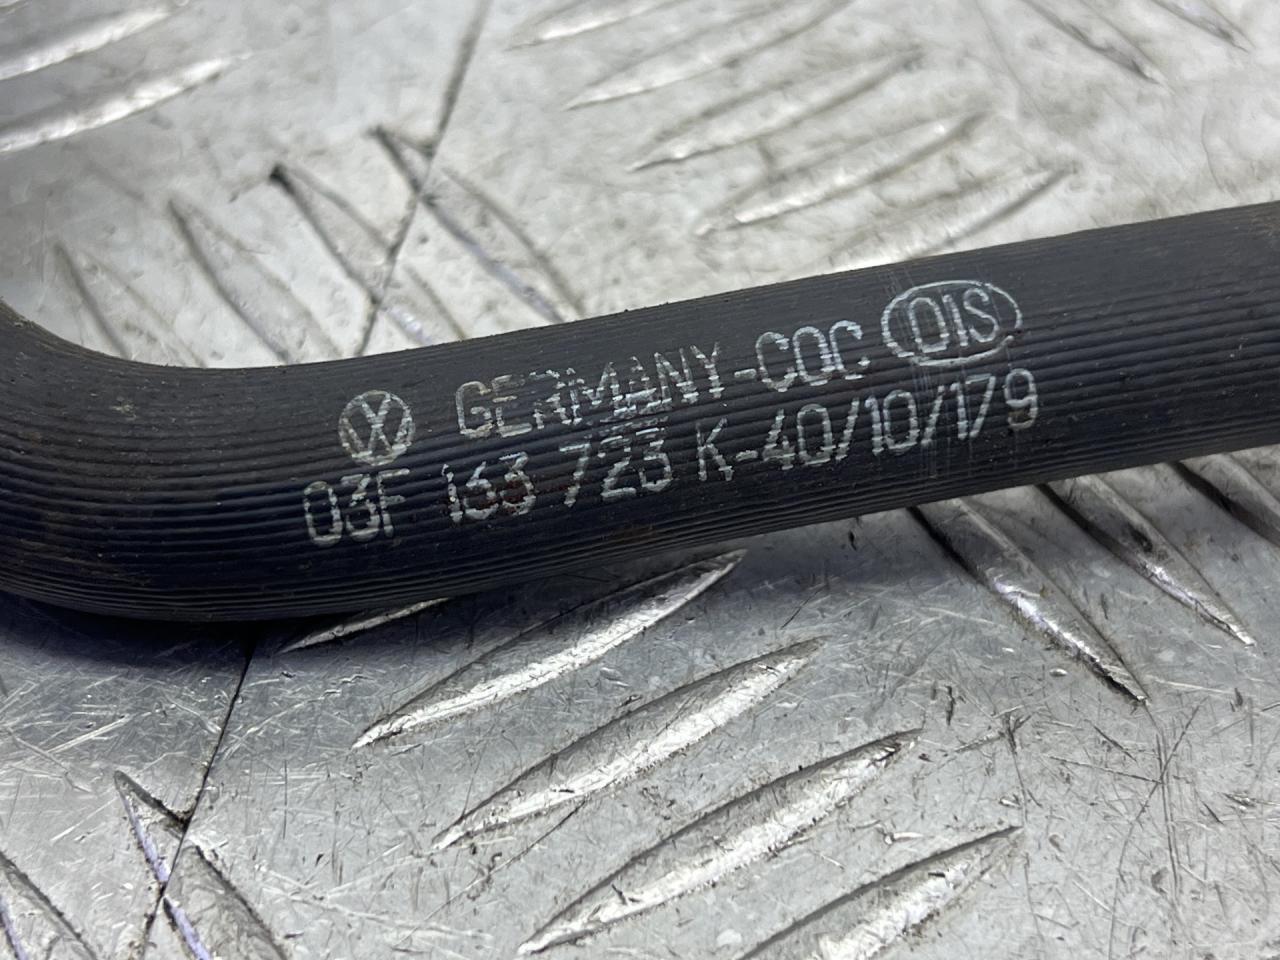 GERMANY-COC OIS
03F 163 723 K-40/10/179